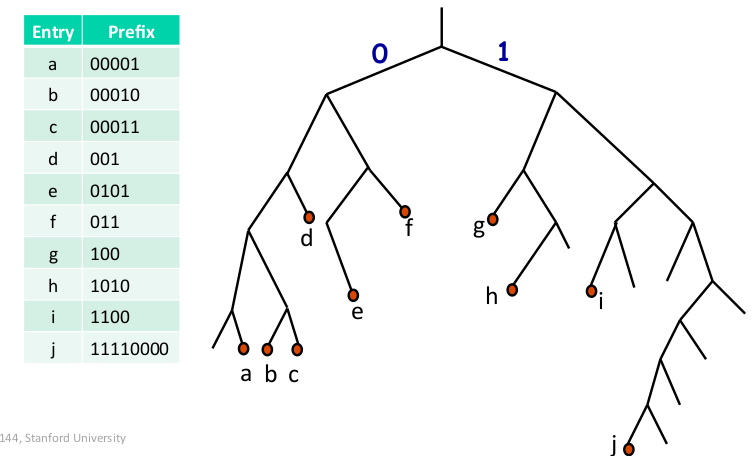 Entry Prefix
a 00001
b 00010
c 00011
d 001
e 0101
f 011
g 100
h 1010
i 1100
j 11110000
0 1
d
f
g
h
i
e
a b c
j
144, Stanford University